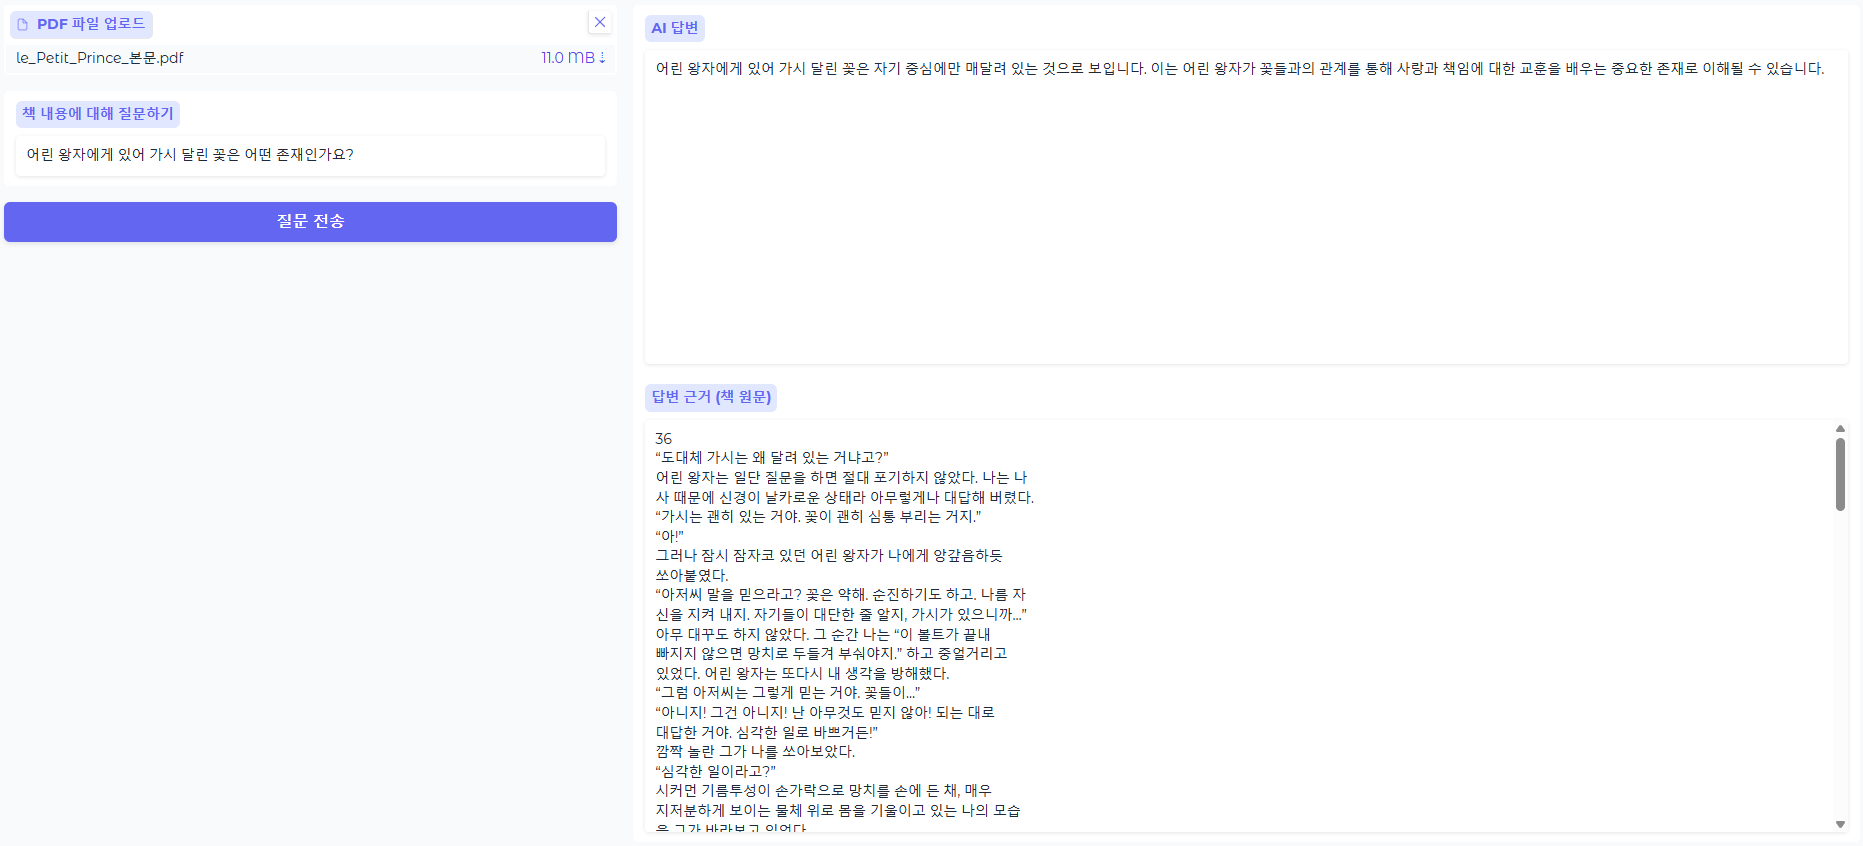 PDF 파일 업로드
le_Petit_Prince_본문.pdf
11.0 MB ⇣
책 내용에 대해 질문하기
어린 왕자에게 있어 가시 달린 꽃은 어떤 존재인가요?
질문 전송
AI 답변
어린 왕자에게 있어 가시 달린 꽃은 자기 중심에만 매달려 있는 것으로 보입니다. 이는 어린 왕자가 꽃들과의 관계를 통해 사랑과 책임에 대한 교훈을 배우는 중요한 존재로 이해될 수 있습니다.
답변 근거 (책 원문)
36
“도대체 가시는 왜 달려 있는 거냐고?”
어린 왕자는 일단 질문을 하면 절대 포기하지 않았다. 나는 나
사 때문에 신경이 날카로운 상태라 아무렇게나 대답해 버렸다.
“가시는 괜히 있는 거야. 꽃이 괜히 심통 부리는 거지.”
“아!”
그러나 잠시 잠자코 있던 어린 왕자가 나에게 앙갚음하듯
쏘아붙였다.
“아저씨 말을 믿으라고? 꽃은 약해. 순진하기도 하고. 나름 자
신을 지켜 내지. 자기들이 대단한 줄 알지, 가시가 있으니까...”
아무 대꾸도 하지 않았다. 그 순간 나는 “이 볼트가 끝내
빠지지 않으면 망치로 두들겨 부숴야지.” 하고 중얼거리고
있었다. 어린 왕자는 또다시 내 생각을 방해했다.
“그럼 아저씨는 그렇게 믿는 거야. 꽃들이...”
“아니지! 그건 아니지! 난 아무것도 믿지 않아! 되는 대로
대답한 거야. 심각한 일로 바쁘거든!”
깜짝 놀란 그가 나를 쏘아보았다.
“심각한 일이라고?”
시커먼 기름투성이 손가락으로 망치를 손에 든 채, 매우
지저분하게 보이는 물체 위로 몸을 기울이고 있는 나의 모습
을 그가 바라보고 있었다.